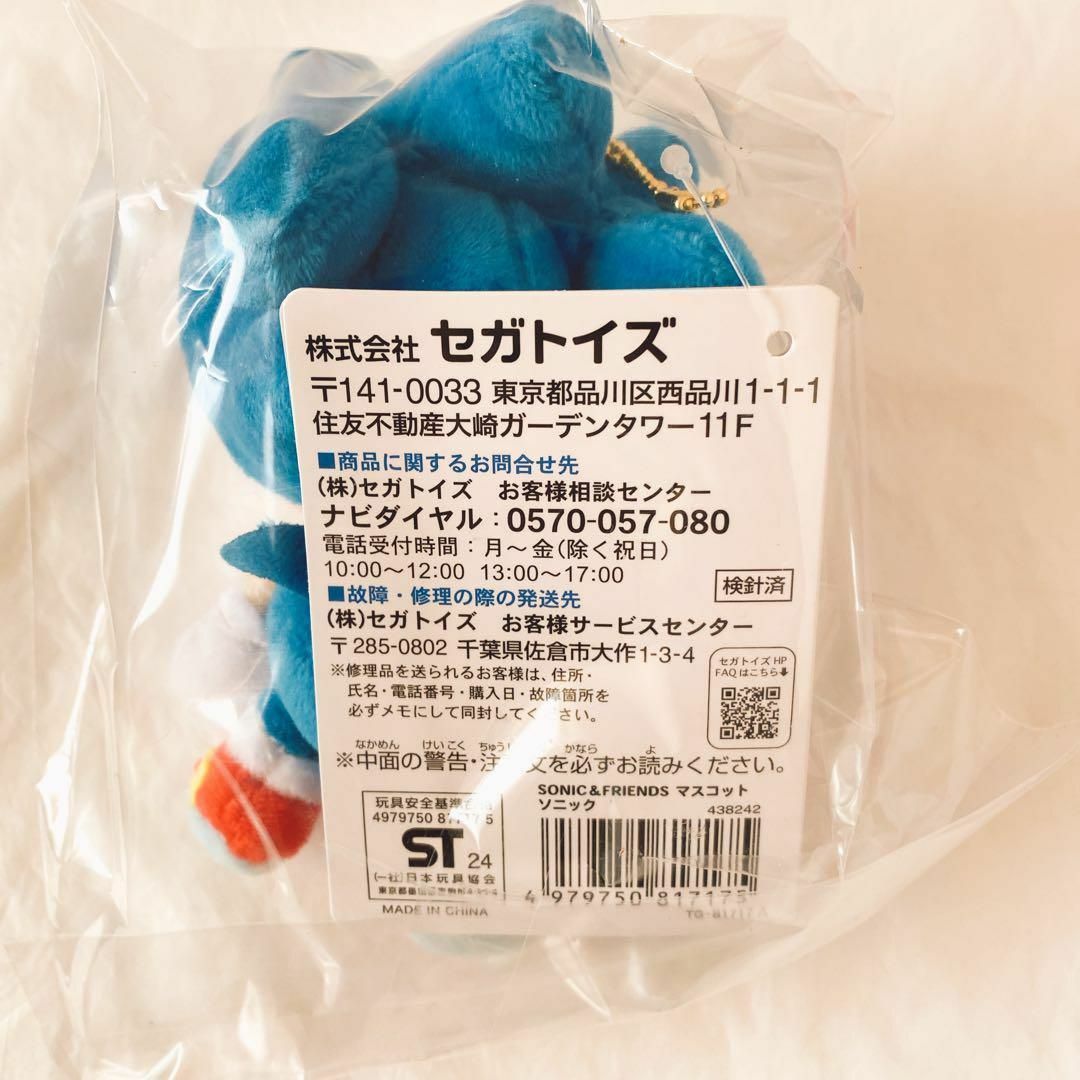 株式会社 セガトイズ
〒141-0033 東京都品川区西品川1-1-1
住友不動産大崎ガーデンタワー11F
■商品に関するお問合せ先
(株)セガトイズ お客様相談センター
ナビダイヤル:0570-057-080
電話受付時間:月〜金(除く祝日)
10:00〜12:00 13:00〜17:00
検針済
■故障・修理の際の発送先
(株)セガトイズ お客様サービスセンター
〒285-0802 千葉県佐倉市大作1-3-4
※修理品を送られるお客様は、住所・
氏名・電話番号・購入日・故障箇所を
必ずメモにして同封してください。
セガトイズHP
FAQはこちら⬇
なかめん けいこく ちゅうい かなら よ
※中面の警告・注 文を必ずお読みください。
玩具安全基準合格
4979750 817175
ST 24
(一社)日本玩具協会
MADE IN CHINA
SONIC&FRIENDS マスコット
ソニック
438242
4 979750 817175
TG-81717A